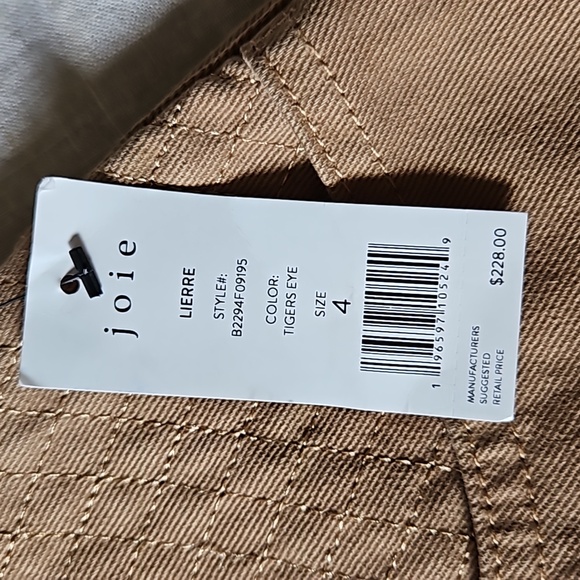 joie
LIERRE
STYLE#:
B2294F09195
COLOR:
TIGERS EYE
SIZE
4
1 96597 10524 9
MANUFACTURERS
SUGGESTED
RETAIL PRICE
$228.00